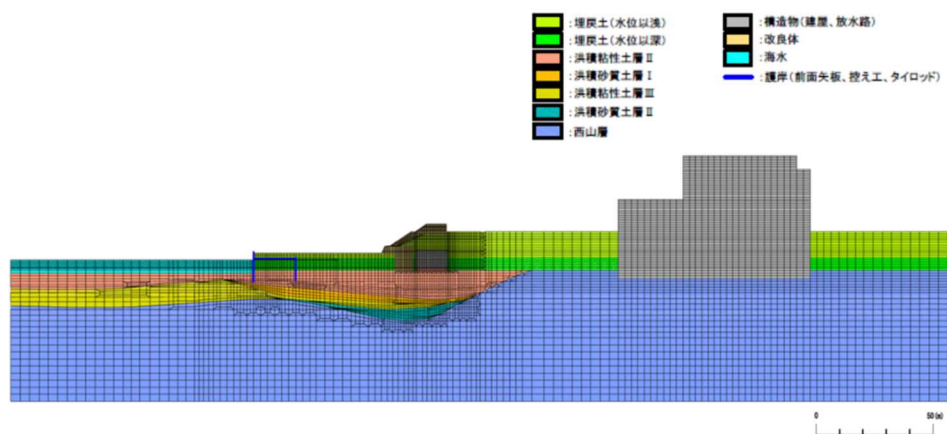 ：埋戻土(水位以浅)
：埋戻土(水位以深)
：洪積粘性土層Ⅱ
：洪積砂質土層Ⅰ
：洪積粘性土層Ⅲ
：洪積砂質土層Ⅱ
：西山層
：構造物(建屋、放水路)
：改良体
：海水
：護岸(前面矢板、控え工、タイロッド)
0 50 (m)